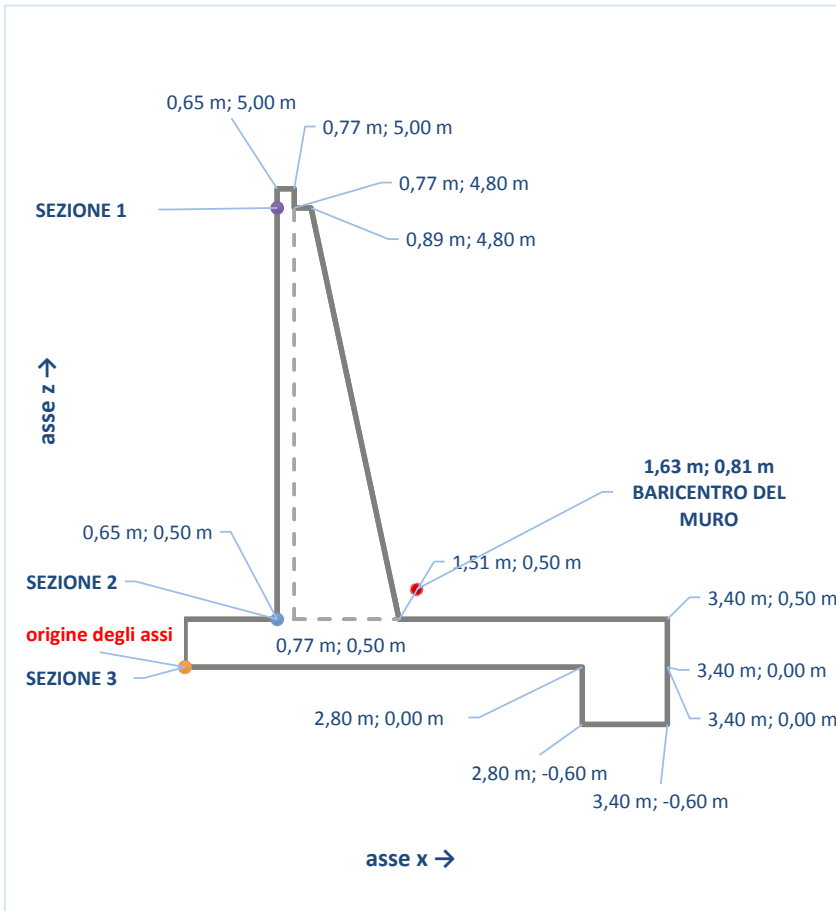 0,65 m; 5,00 m
0,77 m; 5,00 m
0,77 m; 4,80 m
SEZIONE 1
0,89 m; 4,80 m
asse z →
1,63 m; 0,81 m
BARICENTRO DEL
MURO
0,65 m; 0,50 m
1,51 m; 0,50 m
SEZIONE 2
3,40 m; 0,50 m
origine degli assi
0,77 m; 0,50 m
SEZIONE 3
3,40 m; 0,00 m
2,80 m; 0,00 m
3,40 m; 0,00 m
2,80 m; -0,60 m
3,40 m; -0,60 m
asse x →